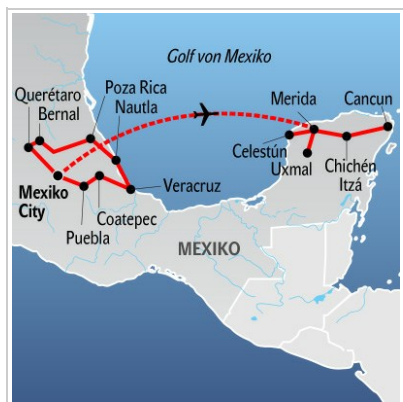 Golf von Mexiko
Poza Rica
Nautla
Querétaro
Bernal
Merida
Cancun
Celestún
Uxmal
Chichén
Itzá
Mexiko
City
Veracruz
Coatepec
Puebla
MEXIKO